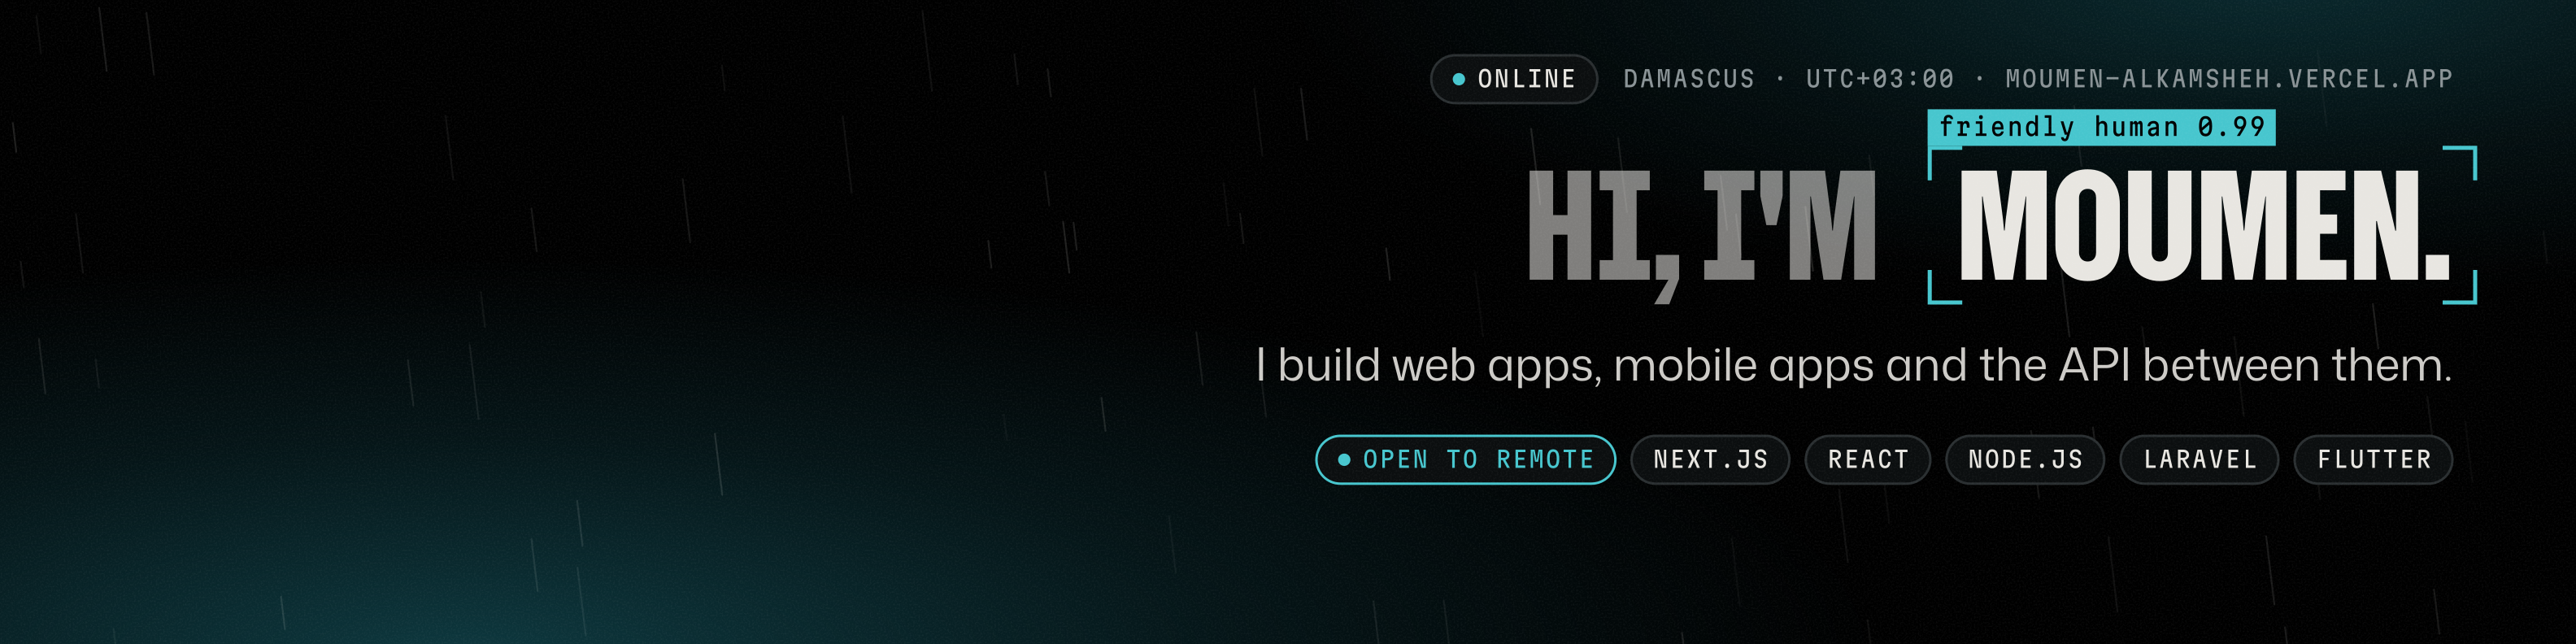 ONLINE DAMASCUS · UTC+03:00 · MOUMEN-ALKAMSHEH.VERCEL.APP
friendly human 0.99
HI, I'M MOUMEN.
I build web apps, mobile apps and the API between them.
OPEN TO REMOTE NEXT.JS REACT NODE.JS LARAVEL FLUTTER